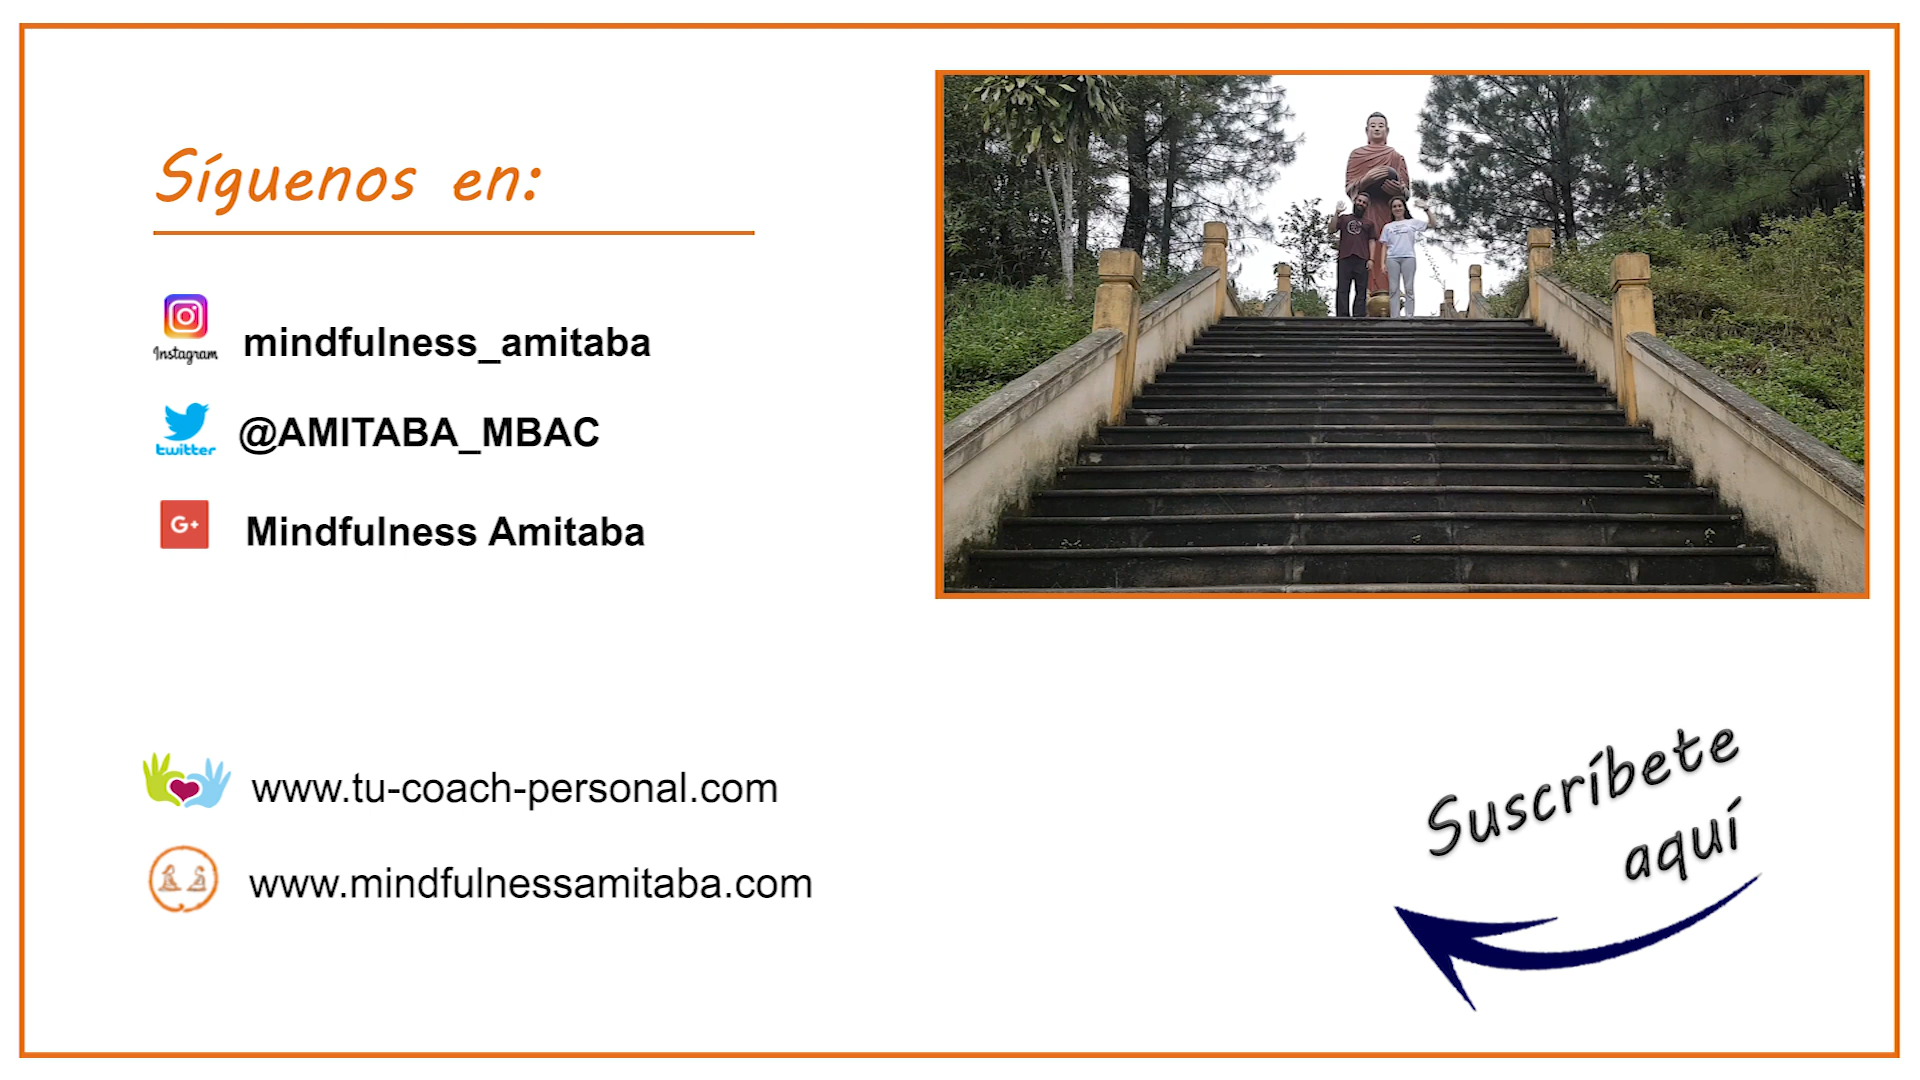 Síguenos en:
Instagram
mindfulness_amitaba
twitter
@AMITABA_MBAC
G+
Mindfulness Amitaba
www.tu-coach-personal.com
www.mindfulnessamitaba.com
Suscríbete
aquí